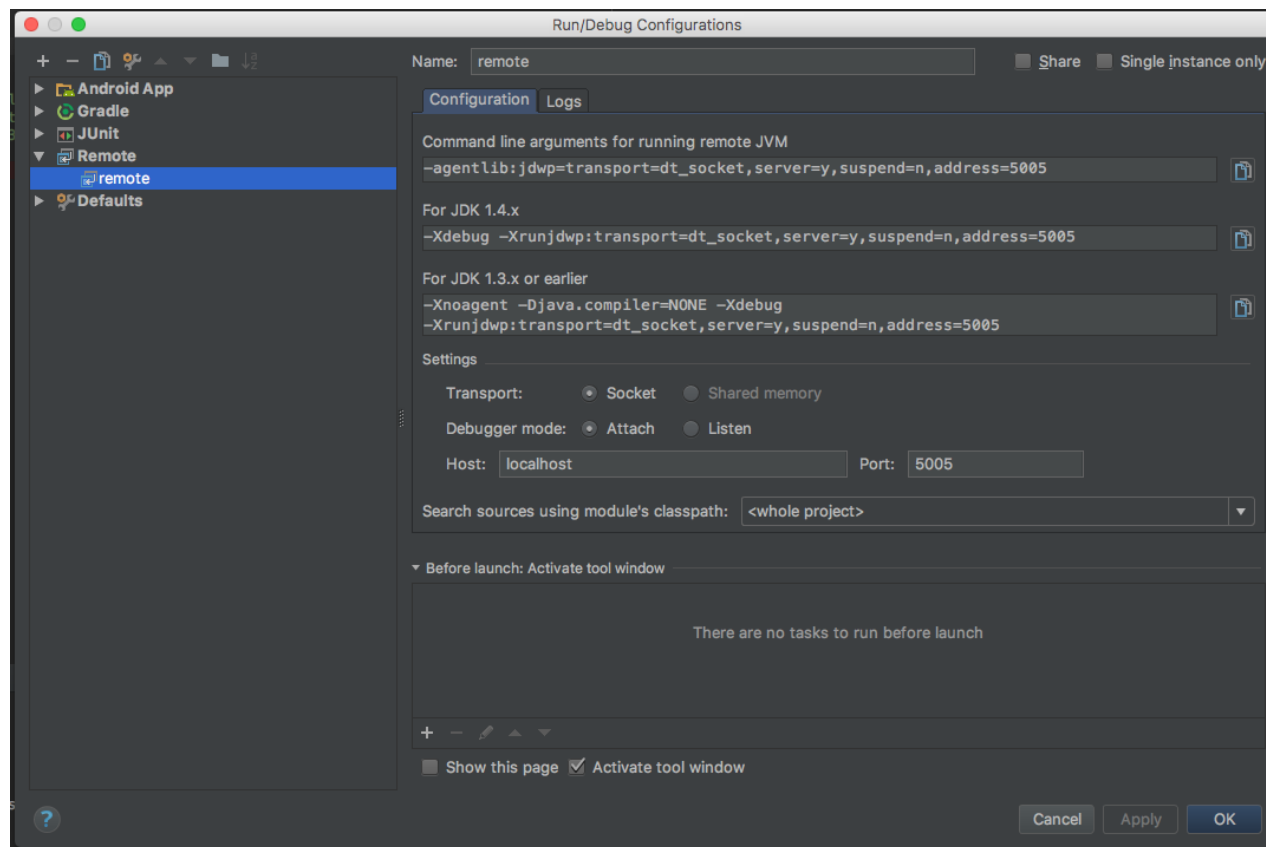 Run/Debug Configurations
Name: remote Share Single instance only
Android App
Gradle
JUnit
Remote
remote
Defaults
Configuration Logs
Command line arguments for running remote JVM
-agentlib:jdwp=transport=dt_socket,server=y,suspend=n,address=5005
For JDK 1.4.x
-Xdebug -Xrunjdwp:transport=dt_socket,server=y,suspend=n,address=5005
For JDK 1.3.x or earlier
-Xnoagent -Djava.compiler=NONE -Xdebug
-Xrunjdwp:transport=dt_socket,server=y,suspend=n,address=5005
Settings
Transport: Socket Shared memory
Debugger mode: Attach Listen
Host: localhost Port: 5005
Search sources using module's classpath: <whole project>
Before launch: Activate tool window
There are no tasks to run before launch
Show this page Activate tool window
? Cancel Apply OK